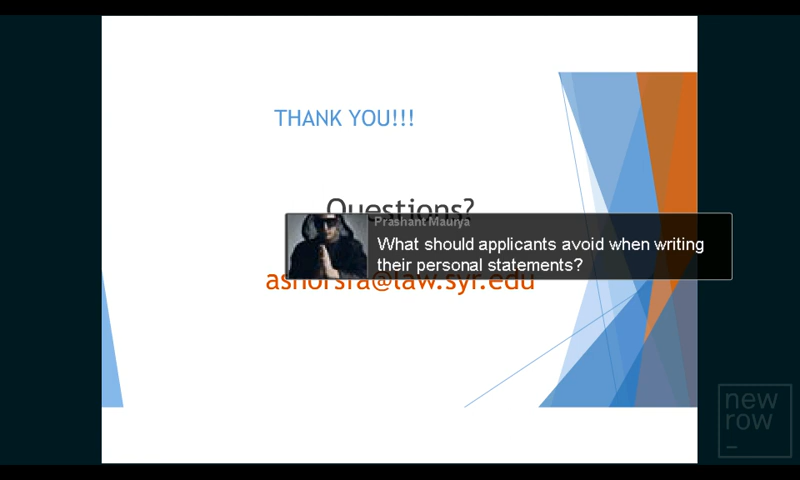 THANK YOU!!!
Questions?
Prashant Maurya
What should applicants avoid when writing
their personal statements?
@law.syr.edu
new
row